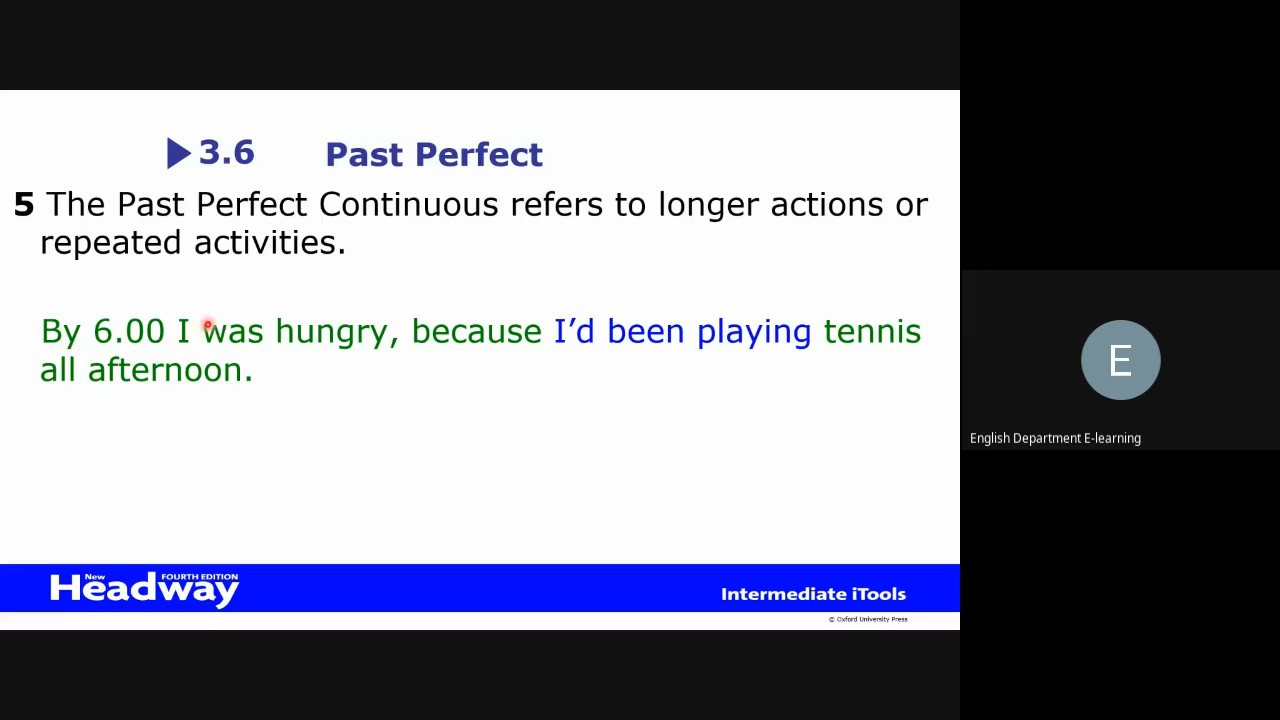 3.6 Past Perfect
5 The Past Perfect Continuous refers to longer actions or
repeated activities.
By 6.00 I was hungry, because I’d been playing tennis
all afternoon.
E
English Department E-learning
New Headway FOURTH EDITION
Intermediate iTools
© Oxford University Press